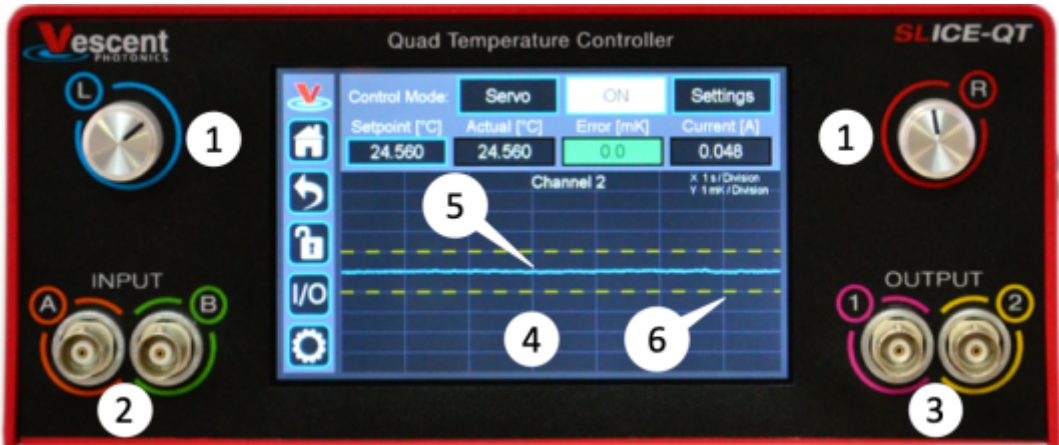 Vescent
PHOTONICS
Quad Temperature Controller
SLICE-QT
L
R
1
1
V
Control Mode:
Servo
ON
Settings
Setpoint [°C]
Actual [°C]
Error [mK]
Current [A]
24.560
24.560
0.0
0.048
Channel 2
X 1 s / Division
Y 1 mK / Division
5
INPUT
A
B
I/O
4
6
OUTPUT
1
2
2
3